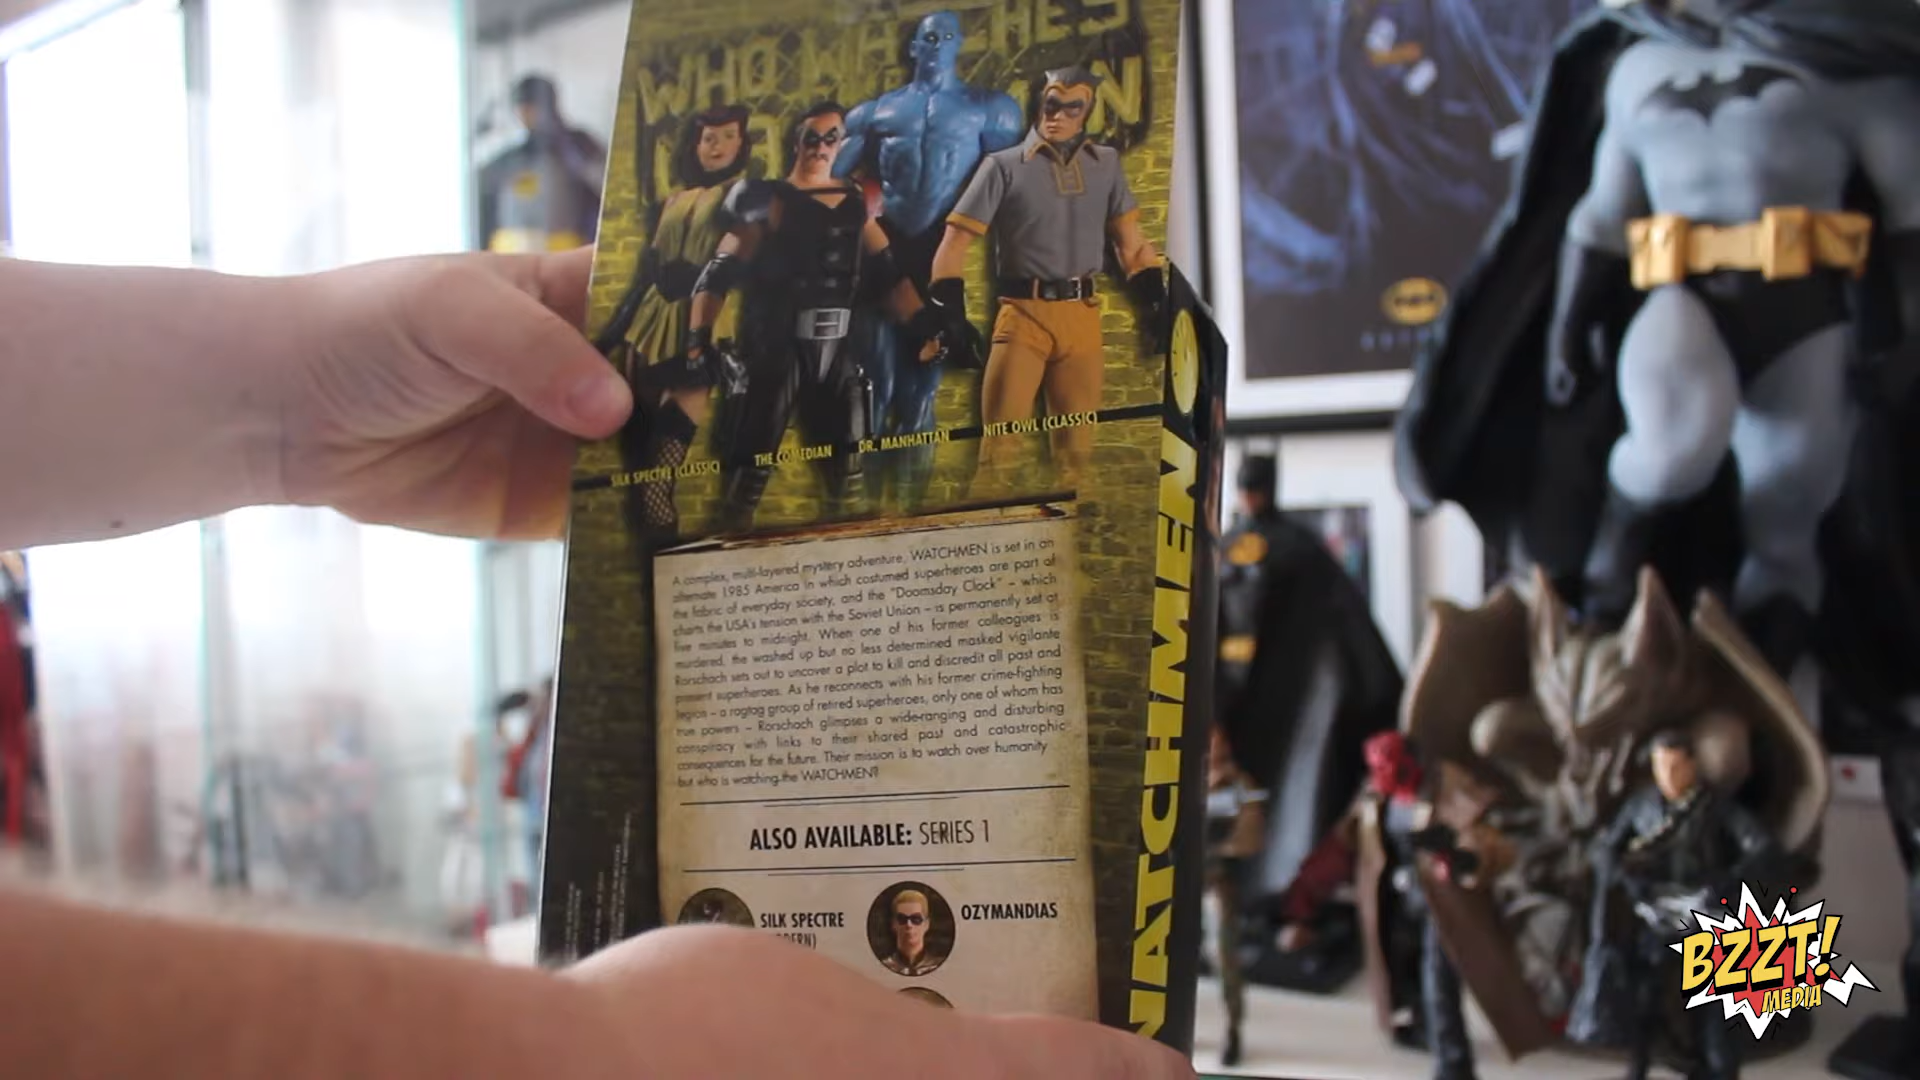 WHO WATCHES
SILK SPECTRE (CLASSIC)
THE COMEDIAN
DR. MANHATTAN
NITE OWL (CLASSIC)
A complex, multi-layered mystery adventure, WATCHMEN is set in an
alternate 1985 America in which costumed superheroes are part of
the fabric of everyday society, and the "Doomsday Clock" – which
charts the USA's tension with the Soviet Union – is permanently set at
five minutes to midnight. When one of his former colleagues is
murdered, the washed up but no less determined masked vigilante
Rorschach sets out to uncover a plot to kill and discredit all past and
present superheroes. As he reconnects with his former crime-fighting
legion – a ragtag group of retired superheroes, only one of whom has
true powers – Rorschach glimpses a wide-ranging and disturbing
conspiracy with links to their shared past and catastrophic
consequences for the future. Their mission is to watch over humanity
but who is watching the WATCHMEN?
ALSO AVAILABLE: SERIES 1
SILK SPECTRE
OZYMANDIAS
WATCHMEN
BZZT!
MEDIA